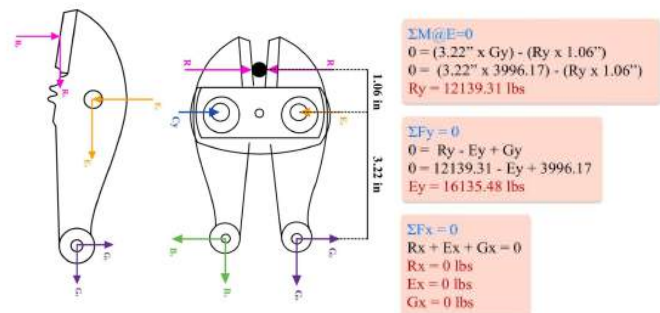 ΣM@E=0
0 = (3.22” x Gy) - (Ry x 1.06”)
0 = (3.22” x 3996.17) - (Ry x 1.06”)
Ry = 12139.31 lbs
ΣFy = 0
0 = Ry - Ey + Gy
0 = 12139.31 - Ey + 3996.17
Ey = 16135.48 lbs
ΣFx = 0
Rx + Ex + Gx = 0
Rx = 0 lbs
Ex = 0 lbs
Gx = 0 lbs
1.06 in
3.22 in
R
R